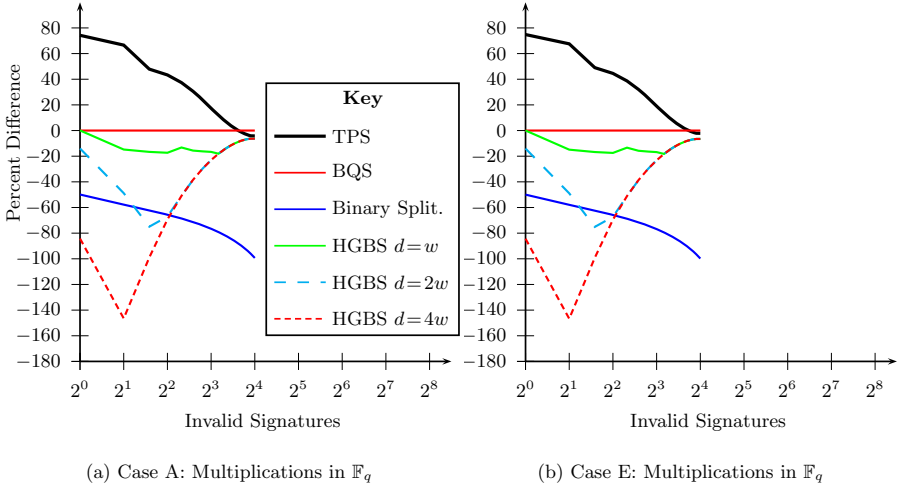 Percent Difference
80
60
40
20
0
−20
−40
−60
−80
−100
−120
−140
−160
−180
2^0 2^1 2^2 2^3 2^4 2^5 2^6 2^7 2^8
Invalid Signatures
Key
TPS
BQS
Binary Split.
HGBS d=w
HGBS d=2w
HGBS d=4w
(a) Case A: Multiplications in 𝔽_q
80
60
40
20
0
−20
−40
−60
−80
−100
−120
−140
−160
−180
2^0 2^1 2^2 2^3 2^4 2^5 2^6 2^7 2^8
Invalid Signatures
(b) Case E: Multiplications in 𝔽_q